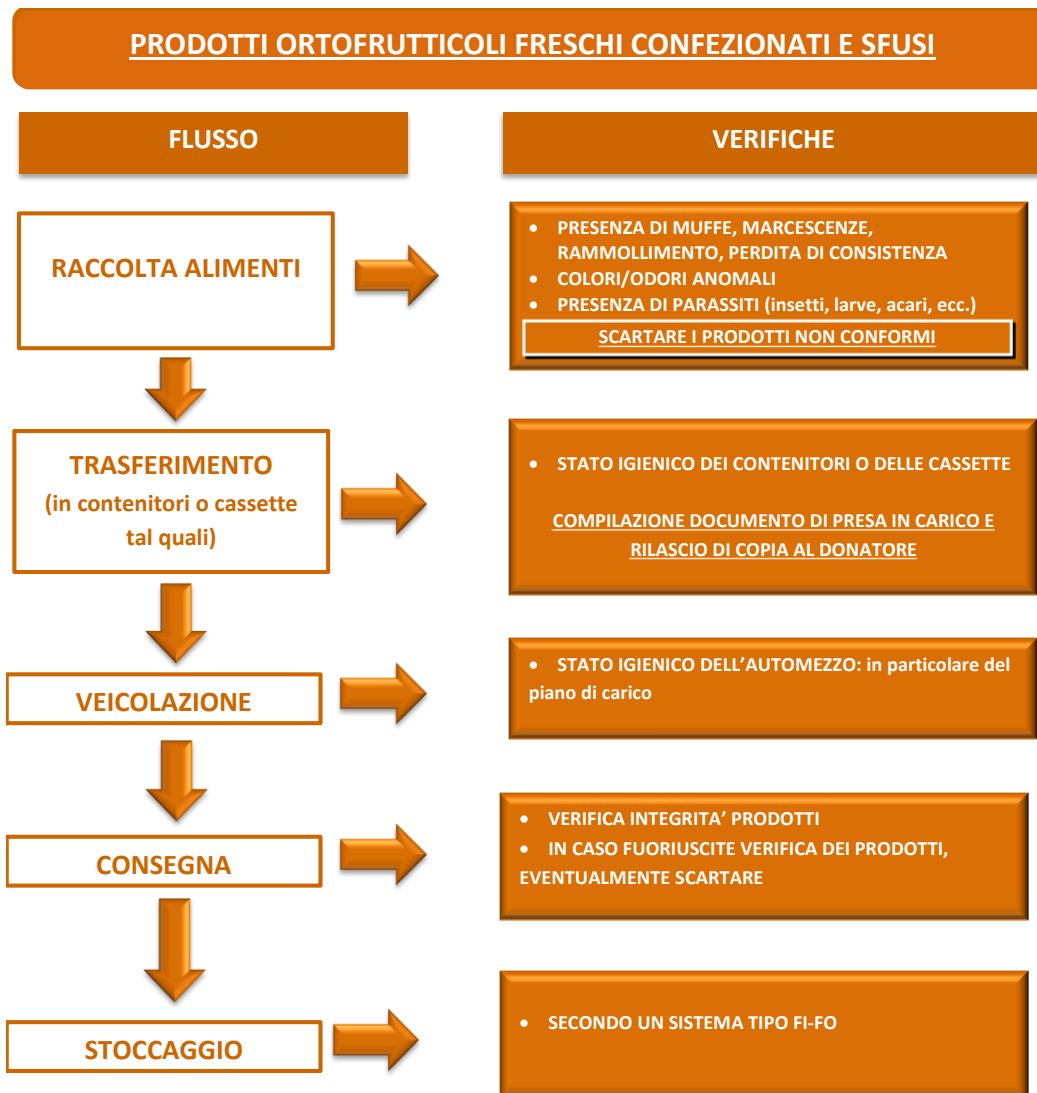 PRODOTTI ORTOFRUTTICOLI FRESCHI CONFEZIONATI E SFUSI
FLUSSO
VERIFICHE
RACCOLTA ALIMENTI
• PRESENZA DI MUFFE, MARCESCENZE,
RAMMOLLIMENTO, PERDITA DI CONSISTENZA
• COLORI/ODORI ANOMALI
• PRESENZA DI PARASSITI (insetti, larve, acari, ecc.)
SCARTARE I PRODOTTI NON CONFORMI
TRASFERIMENTO
(in contenitori o cassette
tal quali)
• STATO IGIENICO DEI CONTENITORI O DELLE CASSETTE
COMPILAZIONE DOCUMENTO DI PRESA IN CARICO E
RILASCIO DI COPIA AL DONATORE
VEICOLAZIONE
• STATO IGIENICO DELL’AUTOMEZZO: in particolare del
piano di carico
CONSEGNA
• VERIFICA INTEGRITA’ PRODOTTI
• IN CASO FUORIUSCITE VERIFICA DEI PRODOTTI,
EVENTUALMENTE SCARTARE
STOCCAGGIO
• SECONDO UN SISTEMA TIPO FI-FO